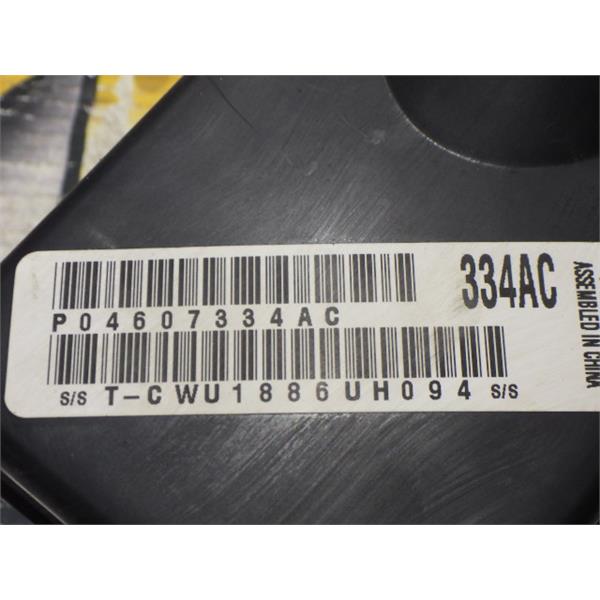 P04607334AC
334AC
S/S T-CWU1886UH094 S/S
ASSEMBLED IN CHINA